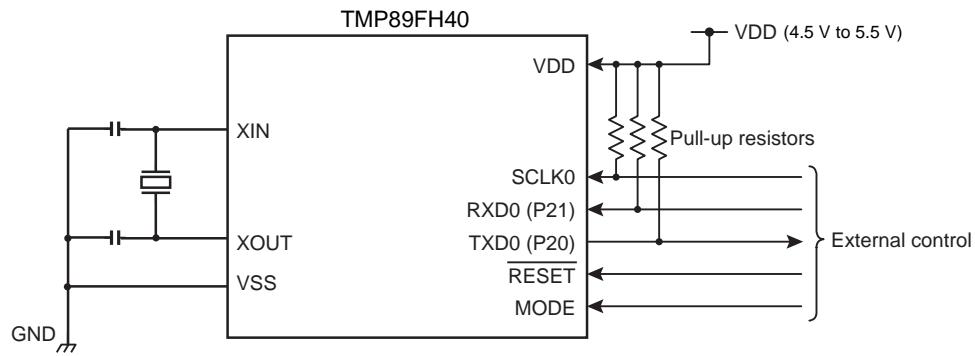 TMP89FH40
VDD (4.5 V to 5.5 V)
VDD
XIN
Pull-up resistors
SCLK0
RXD0 (P21)
XOUT
TXD0 (P20)
External control
RESET
VSS
MODE
GND